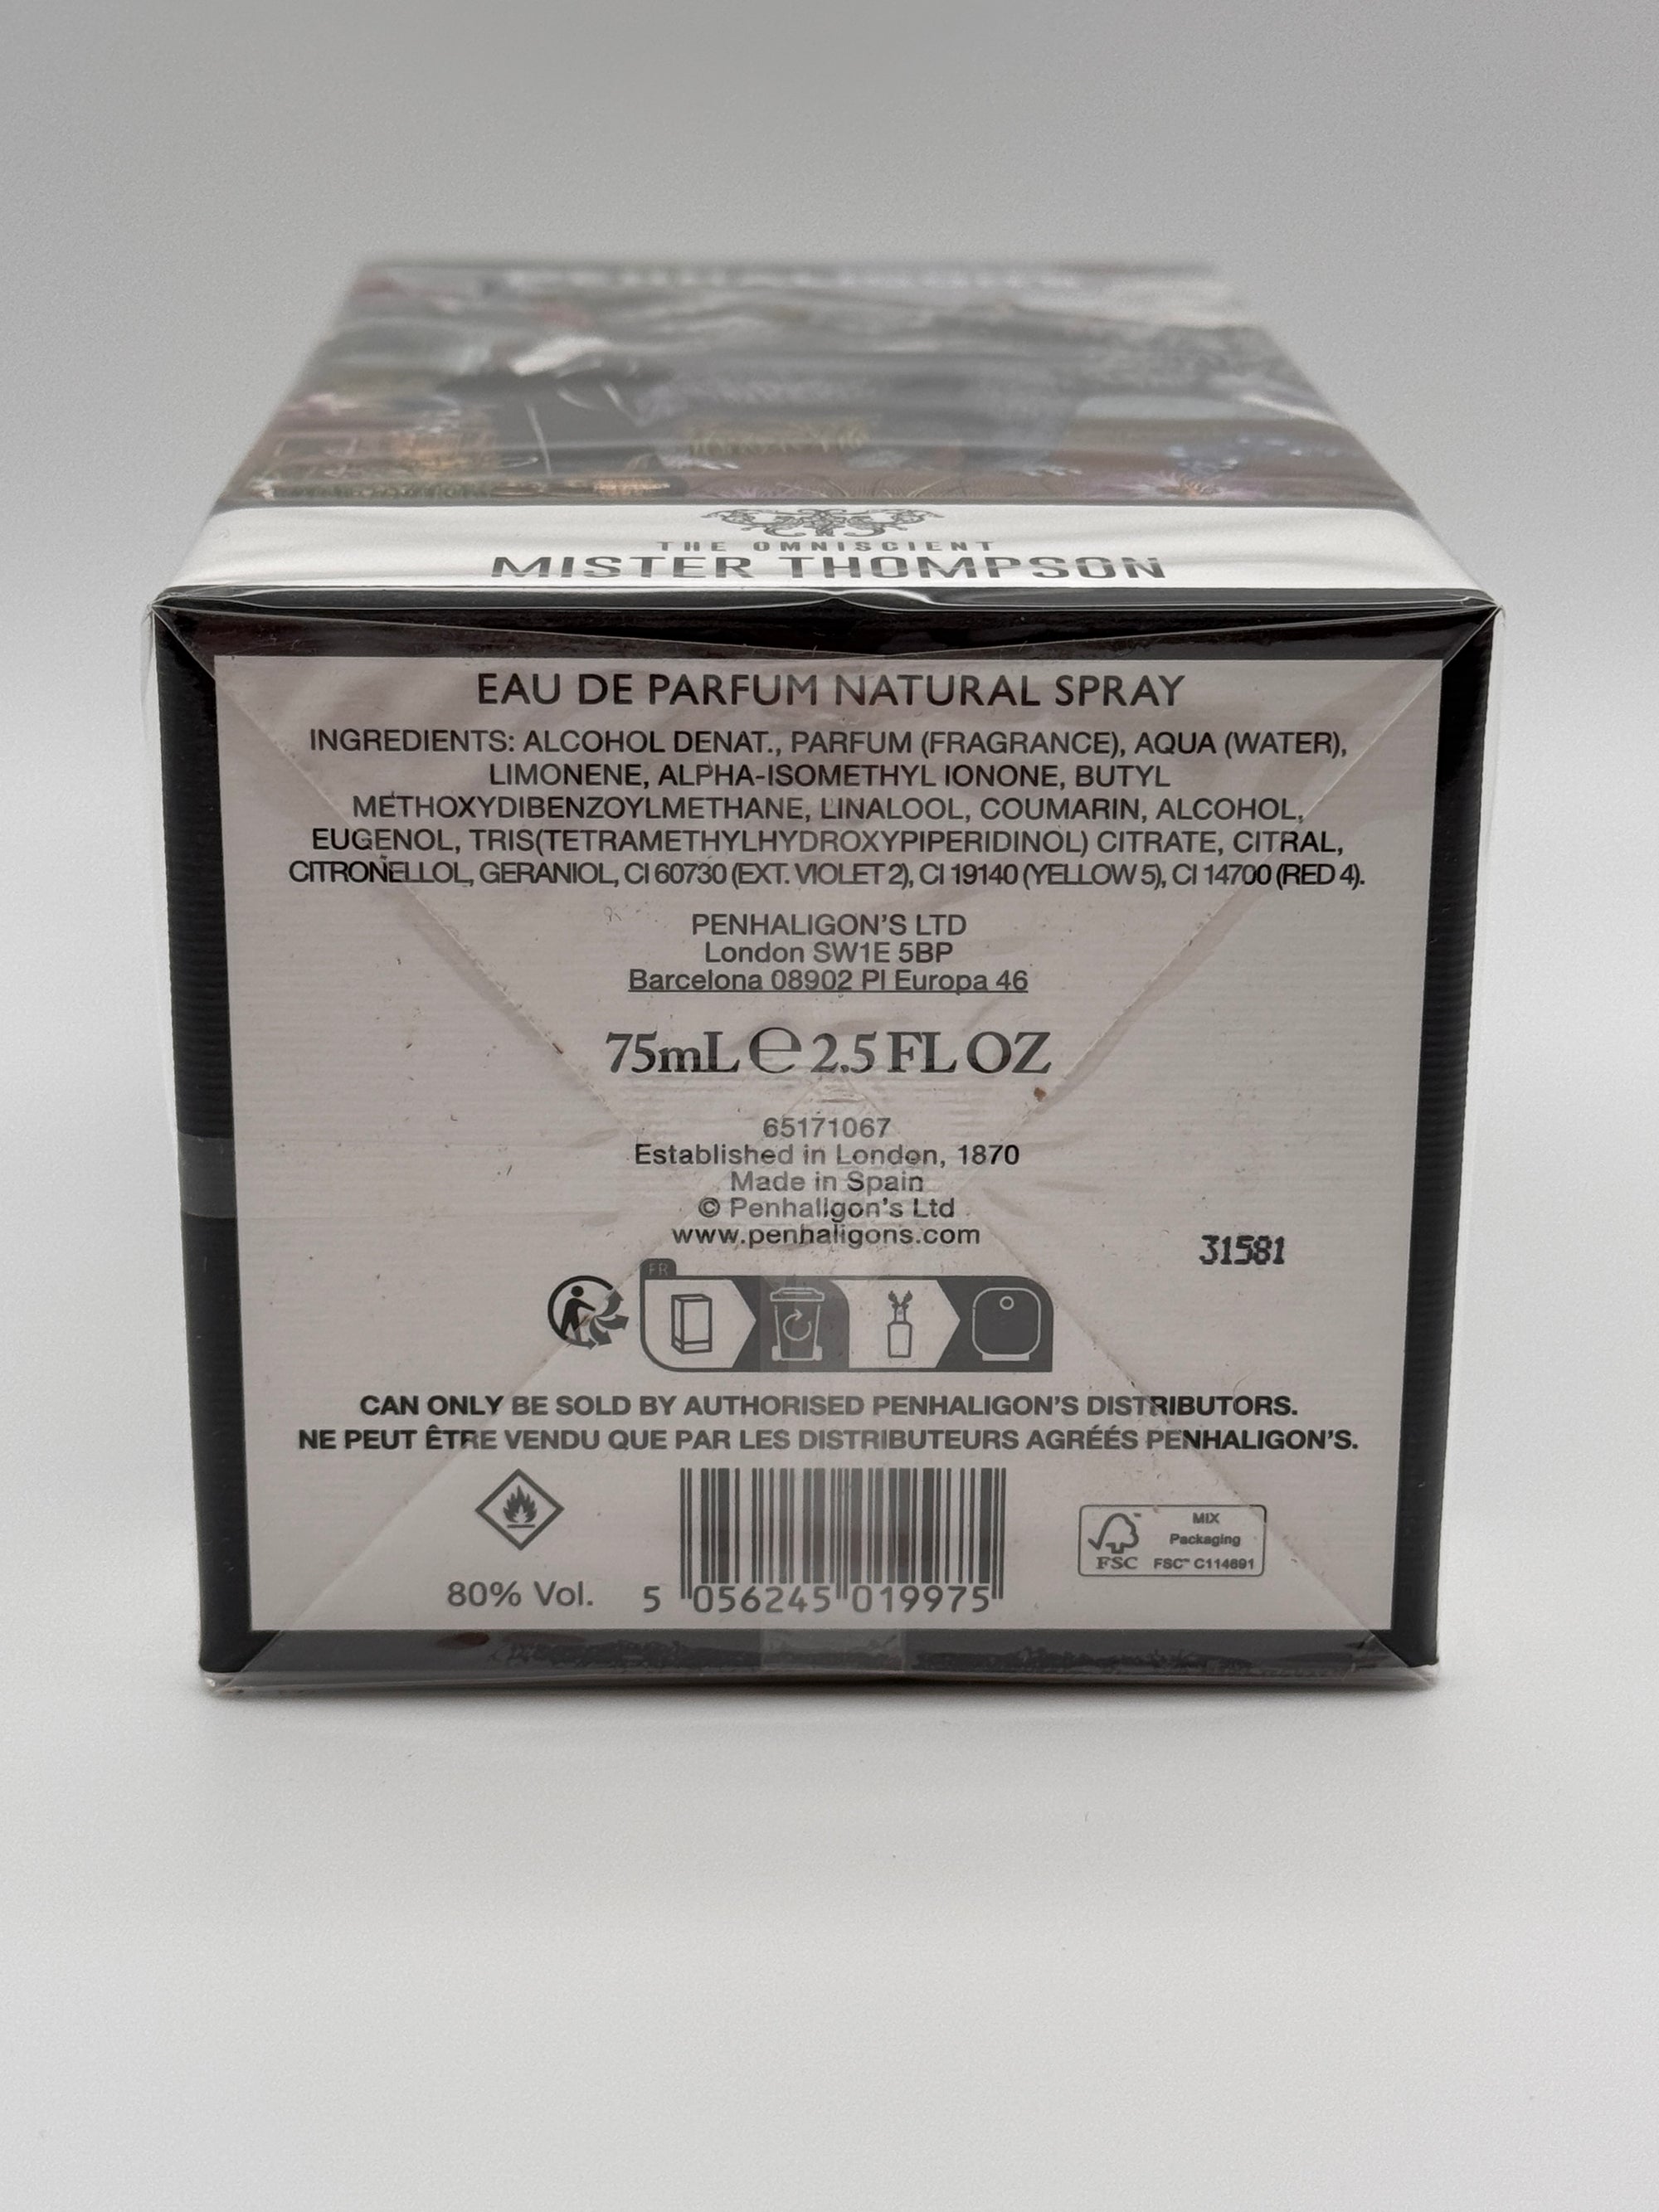 PENHALIGON'S
THE OMNISCIENT
MISTER THOMPSON
EAU DE PARFUM NATURAL SPRAY
INGREDIENTS: ALCOHOL DENAT., PARFUM (FRAGRANCE), AQUA (WATER),
LIMONENE, ALPHA-ISOMETHYL IONONE, BUTYL
METHOXYDIBENZOYLMETHANE, LINALOOL, COUMARIN, ALCOHOL,
EUGENOL, TRIS(TETRAMETHYLHYDROXYPIPERIDINOL) CITRATE, CITRAL,
CITRONELLOL, GERANIOL, CI 60730 (EXT. VIOLET 2), CI 19140 (YELLOW 5), CI 14700 (RED 4).
PENHALIGON'S LTD
London SW1E 5BP
Barcelona 08902 Pl Europa 46
75mL ℮ 2.5 FL OZ
65171067
Established in London, 1870
Made in Spain
© Penhaligon's Ltd
www.penhaligons.com
31581
FR
CAN ONLY BE SOLD BY AUTHORISED PENHALIGON'S DISTRIBUTORS.
NE PEUT ÊTRE VENDU QUE PAR LES DISTRIBUTEURS AGRÉÉS PENHALIGON'S.
MIX
Packaging
FSC FSC™ C114691
80% Vol.
5 056245 019975